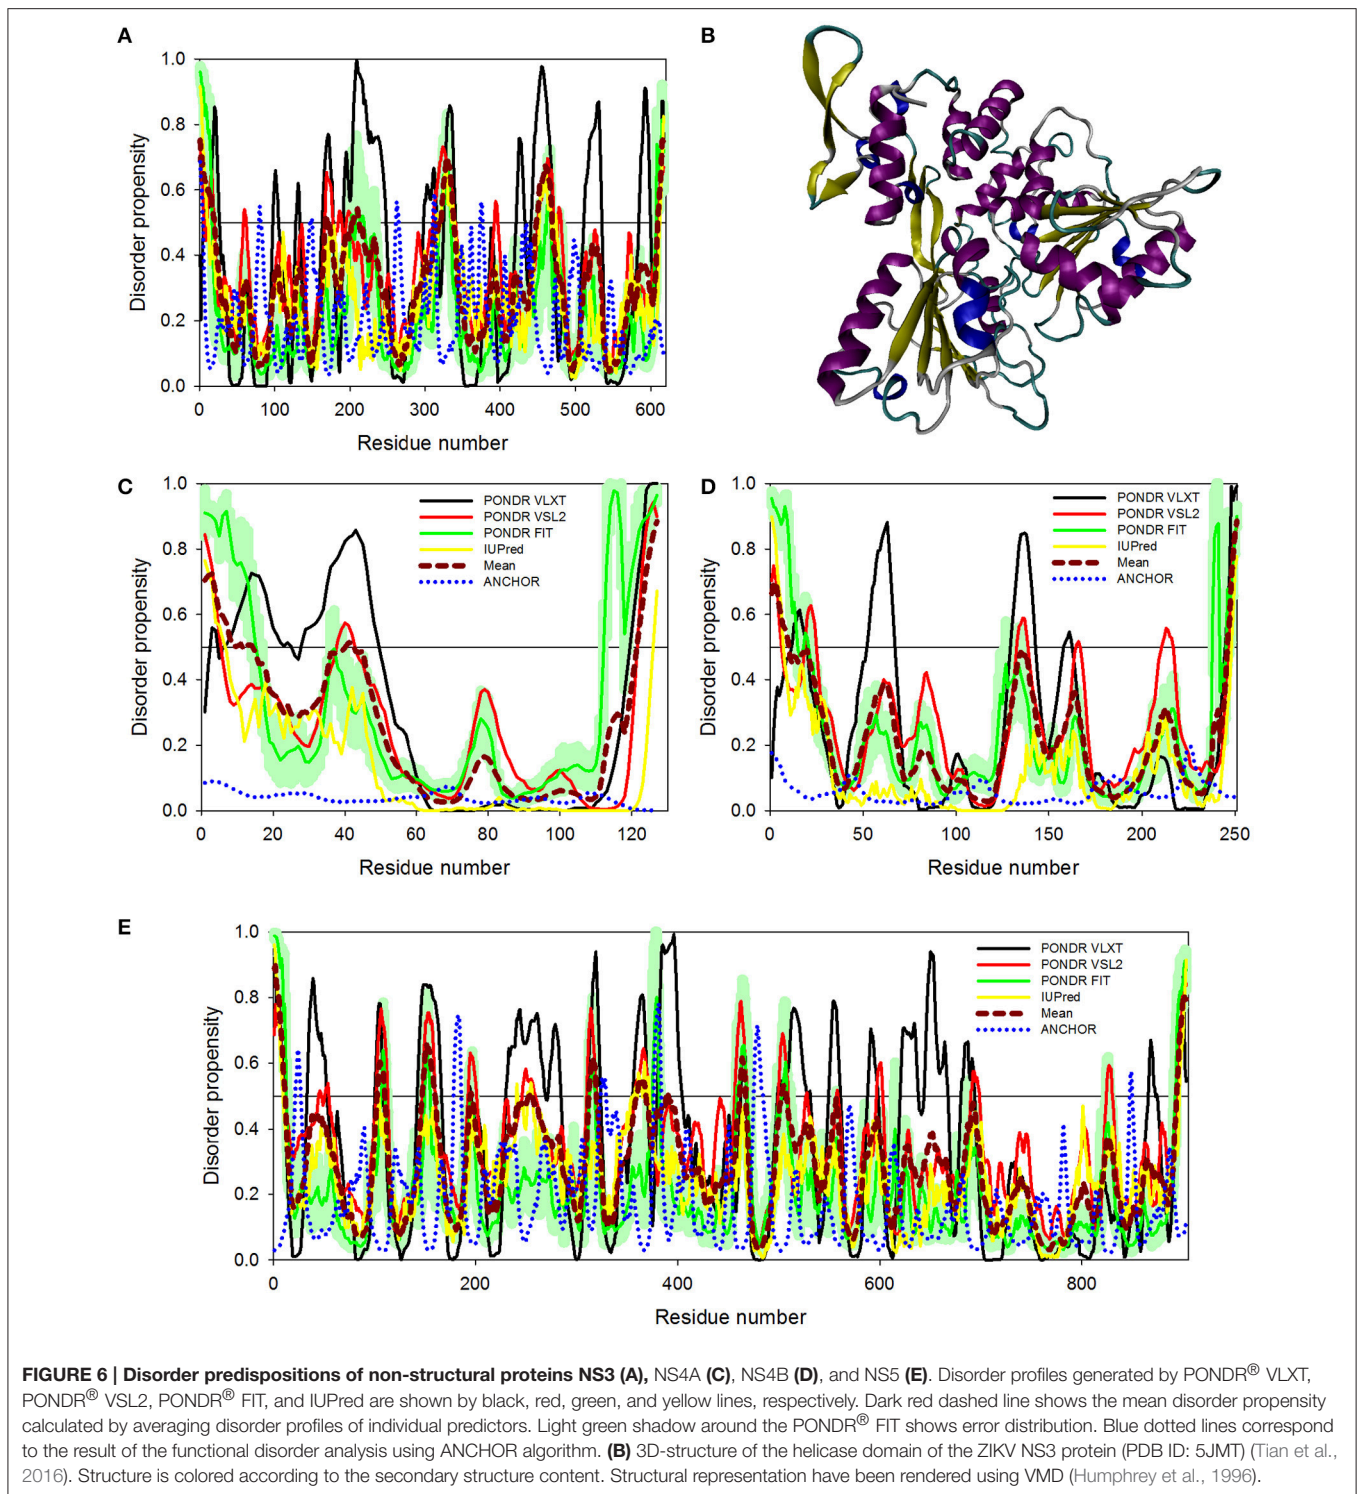 A
B
1.0
0.8
0.6
0.4
0.2
0.0
Disorder propensity
0 100 200 300 400 500 600
Residue number
C
1.0
0.8
0.6
0.4
0.2
0.0
Disorder propensity
PONDR VLXT
PONDR VSL2
PONDR FIT
IUPred
Mean
ANCHOR
0 20 40 60 80 100 120
Residue number
D
1.0
0.8
0.6
0.4
0.2
0.0
Disorder propensity
PONDR VLXT
PONDR VSL2
PONDR FIT
IUPred
Mean
ANCHOR
0 50 100 150 200 250
Residue number
E
1.0
0.8
0.6
0.4
0.2
0.0
Disorder propensity
PONDR VLXT
PONDR VSL2
PONDR FIT
IUPred
Mean
ANCHOR
0 200 400 600 800
Residue number
FIGURE 6 | Disorder predispositions of non-structural proteins NS3 (A), NS4A (C), NS4B (D), and NS5 (E). Disorder profiles generated by PONDR® VLXT,
PONDR® VSL2, PONDR® FIT, and IUPred are shown by black, red, green, and yellow lines, respectively. Dark red dashed line shows the mean disorder propensity
calculated by averaging disorder profiles of individual predictors. Light green shadow around the PONDR® FIT shows error distribution. Blue dotted lines correspond
to the result of the functional disorder analysis using ANCHOR algorithm. (B) 3D-structure of the helicase domain of the ZIKV NS3 protein (PDB ID: 5JMT) (Tian et al.,
2016). Structure is colored according to the secondary structure content. Structural representation have been rendered using VMD (Humphrey et al., 1996).